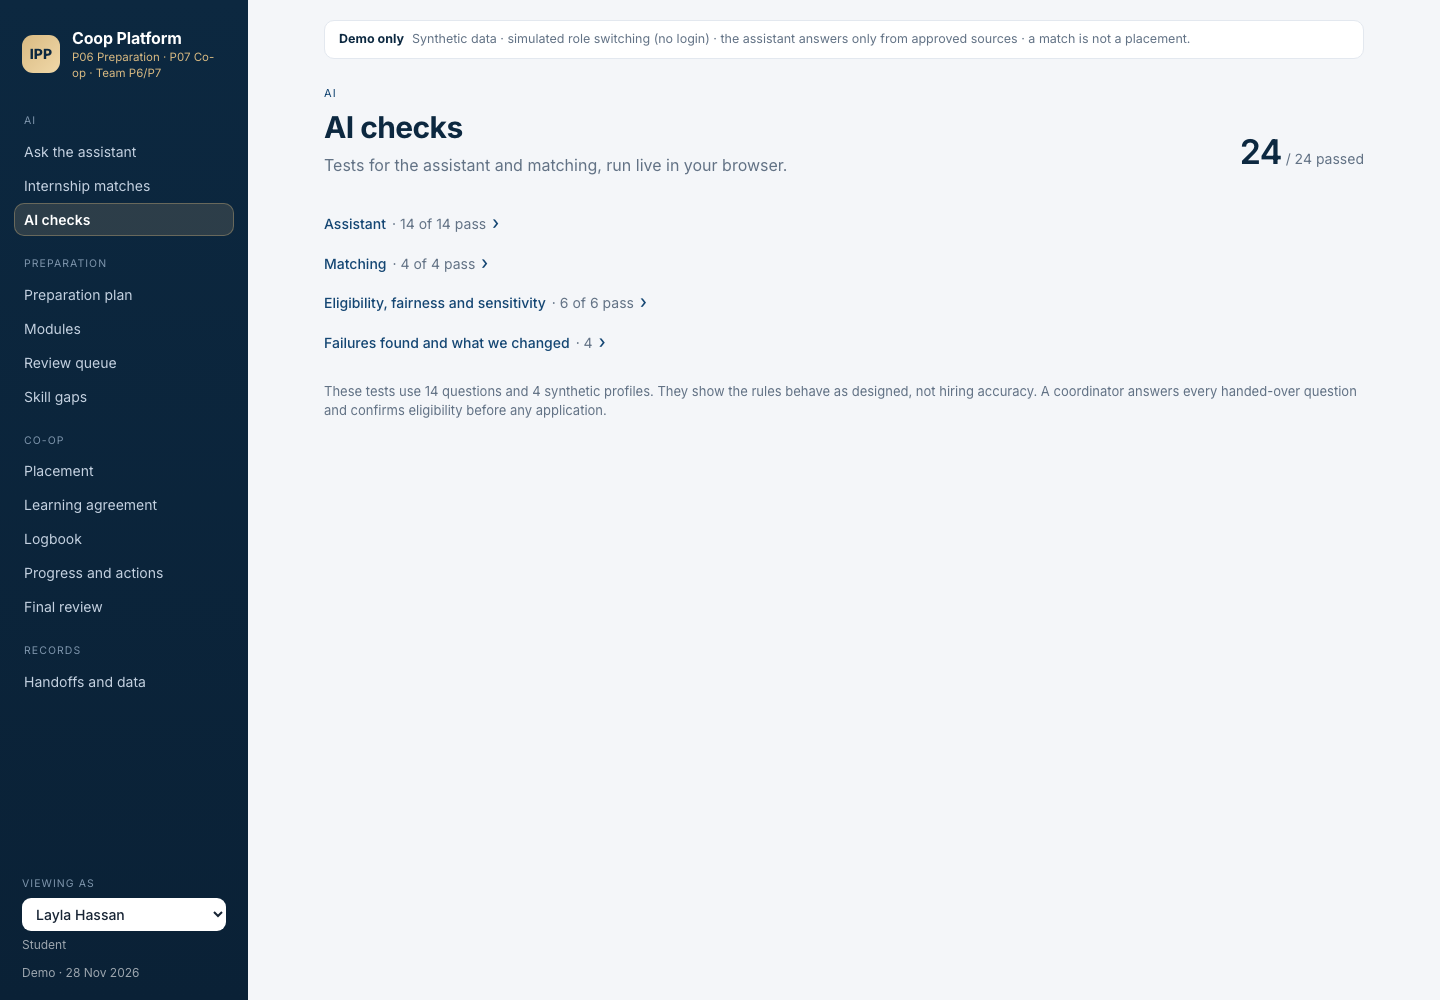 IPP
Coop Platform
P06 Preparation · P07 Co-
op · Team P6/P7
AI
Ask the assistant
Internship matches
AI checks
PREPARATION
Preparation plan
Modules
Review queue
Skill gaps
CO-OP
Placement
Learning agreement
Logbook
Progress and actions
Final review
RECORDS
Handoffs and data
VIEWING AS
Layla Hassan
Student
Demo · 28 Nov 2026
Demo only Synthetic data · simulated role switching (no login) · the assistant answers only from approved sources · a match is not a placement.
AI
AI checks
Tests for the assistant and matching, run live in your browser.
24 / 24 passed
Assistant · 14 of 14 pass ›
Matching · 4 of 4 pass ›
Eligibility, fairness and sensitivity · 6 of 6 pass ›
Failures found and what we changed · 4 ›
These tests use 14 questions and 4 synthetic profiles. They show the rules behave as designed, not hiring accuracy. A coordinator answers every handed-over question
and confirms eligibility before any application.